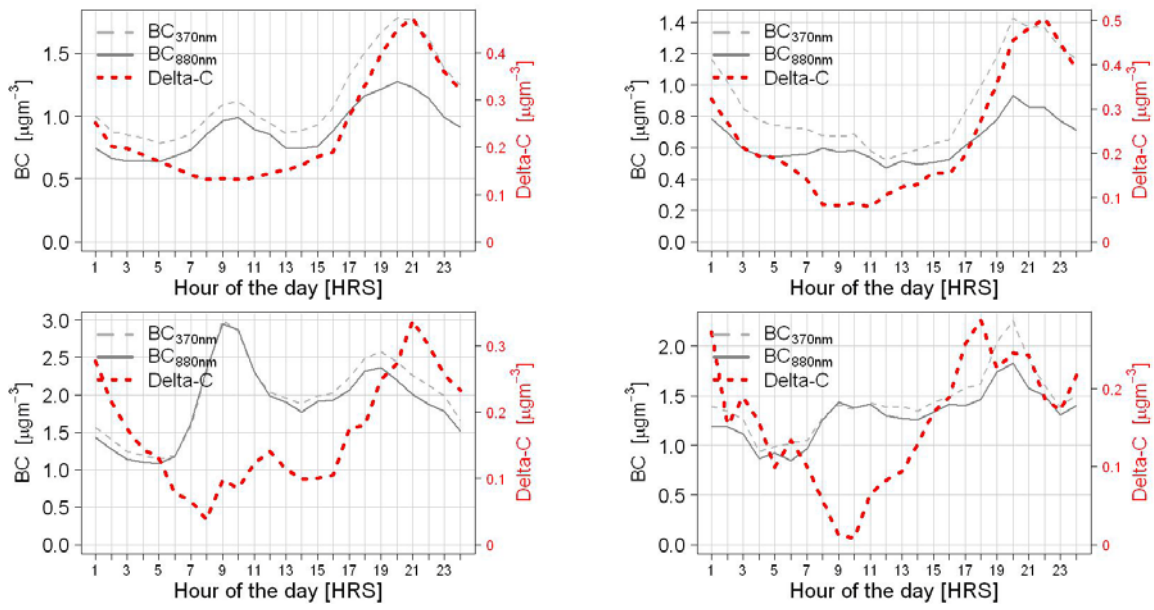 BC [μgm−3]
1.5
1.0
0.5
0.0
BC370nm
BC880nm
Delta-C
0.4
0.3
0.2
0.1
0
Delta-C [μgm−3]
1 3 5 7 9 11 13 15 17 19 21 23
Hour of the day [HRS]
BC [μgm−3]
1.4
1.2
1.0
0.8
0.6
0.4
0.2
0.0
BC370nm
BC880nm
Delta-C
0.5
0.4
0.3
0.2
0.1
0
Delta-C [μgm−3]
1 3 5 7 9 11 13 15 17 19 21 23
Hour of the day [HRS]
BC [μgm−3]
3.0
2.5
2.0
1.5
1.0
0.5
0.0
BC370nm
BC880nm
Delta-C
0.3
0.2
0.1
0
Delta-C [μgm−3]
1 3 5 7 9 11 13 15 17 19 21 23
Hour of the day [HRS]
BC [μgm−3]
2.0
1.5
1.0
0.5
0.0
BC370nm
BC880nm
Delta-C
0.2
0.1
0
Delta-C [μgm−3]
1 3 5 7 9 11 13 15 17 19 21 23
Hour of the day [HRS]